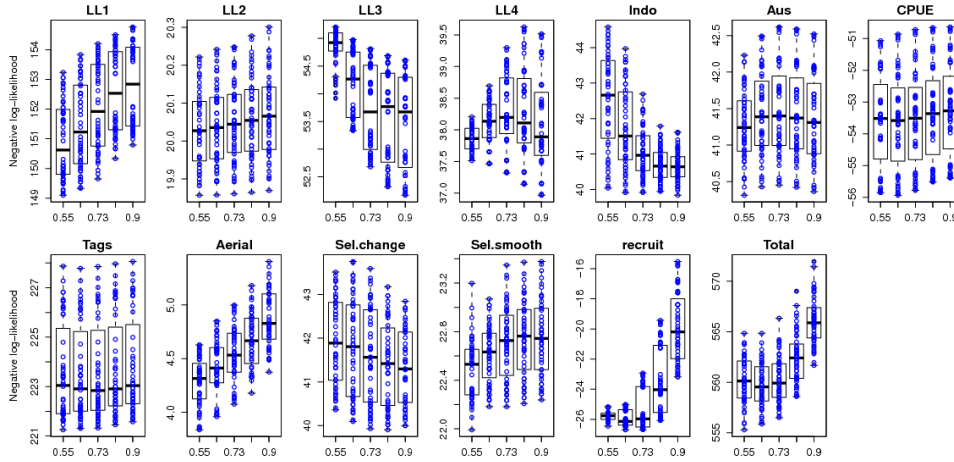 LL1 LL2 LL3 LL4 Indo Aus CPUE
Negative log-likelihood
149 150 151 152 153 154
19.9 20.0 20.1 20.2 20.3
52.5 53.5 54.5
37.0 37.5 38.0 38.5 39.0 39.5
40 41 42 43 44
40.5 41.0 41.5 42.0 42.5
-56 -55 -54 -53 -52 -51
0.55 0.73 0.9 0.55 0.73 0.9 0.55 0.73 0.9 0.55 0.73 0.9 0.55 0.73 0.9 0.55 0.73 0.9 0.55 0.73 0.9
Tags Aerial Sel.change Sel.smooth recruit Total
Negative log-likelihood
221 223 225 227
4.0 4.5 5.0
40 41 42 43
22.0 22.4 22.8 23.2
-26 -24 -22 -20 -18 -16
555 560 565 570
0.55 0.73 0.9 0.55 0.73 0.9 0.55 0.73 0.9 0.55 0.73 0.9 0.55 0.73 0.9 0.55 0.73 0.9